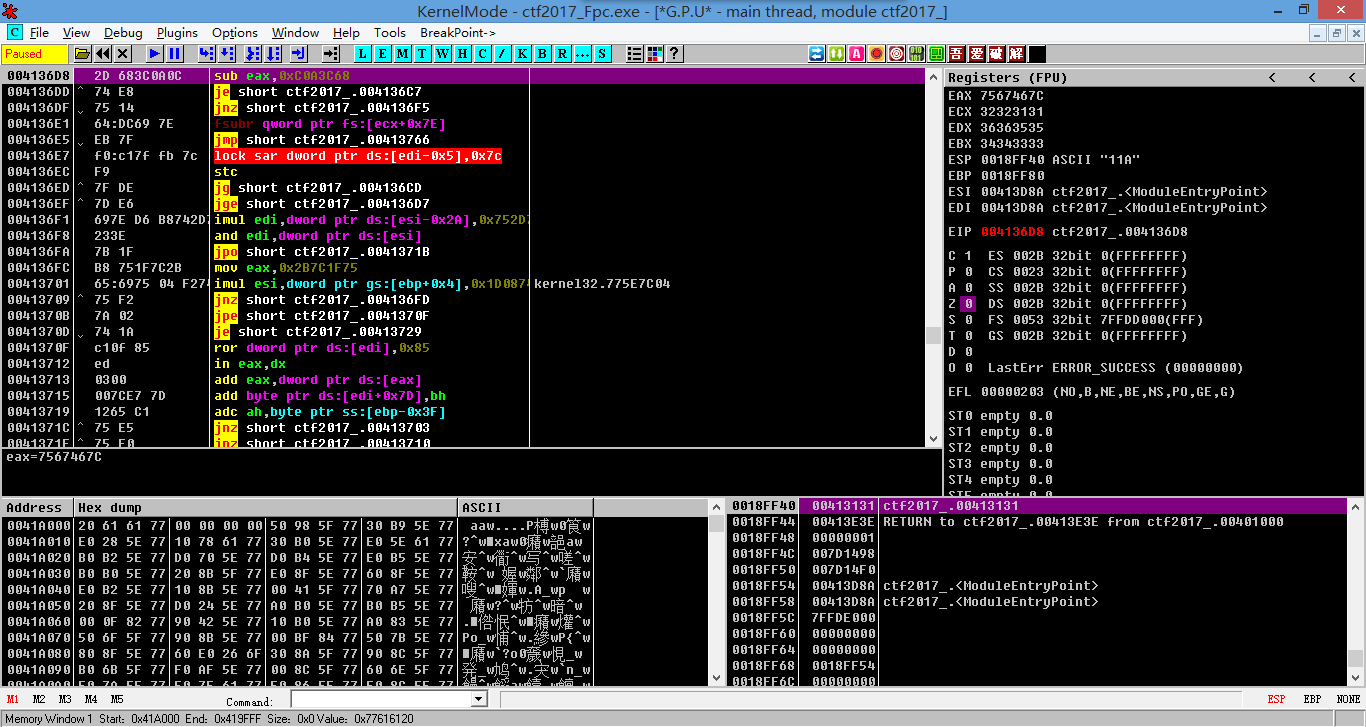 KernelMode - ctf2017_Fpc.exe - [*G.P.U* - main thread, module ctf2017_]
C File View Debug Plugins Options Window Help Tools BreakPoint->
Paused L E M T W H C / K B R ... S ? 吾 爱 破 解
004136D8 2D 683C0A0C sub eax,0xC0A3C68
004136DD ^ 74 E8 je short ctf2017_.004136C7
004136DF ˬ 75 14 jnz short ctf2017_.004136F5
004136E1 64:DC69 7E fsubr qword ptr fs:[ecx+0x7E]
004136E5 ˬ EB 7F jmp short ctf2017_.00413766
004136E7 f0:c17f fb 7c lock sar dword ptr ds:[edi-0x5],0x7c
004136EC F9 stc
004136ED ^ 7F DE jg short ctf2017_.004136CD
004136EF ^ 7D E6 jge short ctf2017_.004136D7
004136F1 697E D6 B8742D7 imul edi,dword ptr ds:[esi-0x2A],0x752D7
004136F8 233E and edi,dword ptr ds:[esi]
004136FA ˬ 7B 1F jpo short ctf2017_.0041371B
004136FC B8 751F7C2B mov eax,0x2B7C1F75
00413701 65:6975 04 F274 imul esi,dword ptr gs:[ebp+0x4],0x1D087 kernel32.775E7C04
00413709 ^ 75 F2 jnz short ctf2017_.004136FD
0041370B ˬ 7A 02 jpe short ctf2017_.0041370F
0041370D ˬ 74 1A je short ctf2017_.00413729
0041370F c10f 85 ror dword ptr ds:[edi],0x85
00413712 ed in eax,dx
00413713 0300 add eax,dword ptr ds:[eax]
00413715 007CE7 7D add byte ptr ds:[edi+0x7D],bh
00413719 1265 C1 adc ah,byte ptr ss:[ebp-0x3F]
0041371C ^ 75 E5 jnz short ctf2017_.00413703
0041371E ^ 75 F0 jnz short ctf2017_.00413710
eax=7567467C
Registers (FPU) < < <
EAX 7567467C
ECX 32323131
EDX 36363535
EBX 34343333
ESP 0018FF40 ASCII "11A"
EBP 0018FF80
ESI 00413D8A ctf2017_.<ModuleEntryPoint>
EDI 00413D8A ctf2017_.<ModuleEntryPoint>
EIP 004136D8 ctf2017_.004136D8
C 1 ES 002B 32bit 0(FFFFFFFF)
P 0 CS 0023 32bit 0(FFFFFFFF)
A 0 SS 002B 32bit 0(FFFFFFFF)
Z 0 DS 002B 32bit 0(FFFFFFFF)
S 0 FS 0053 32bit 7FFDD000(FFF)
T 0 GS 002B 32bit 0(FFFFFFFF)
D 0
O 0 LastErr ERROR_SUCCESS (00000000)
EFL 00000203 (NO,B,NE,BE,NS,PO,GE,G)
ST0 empty 0.0
ST1 empty 0.0
ST2 empty 0.0
ST3 empty 0.0
ST4 empty 0.0
ST5 empty 0.0
Address Hex dump ASCII
0041A000 20 61 61 77 00 00 00 00 50 98 5F 77 30 B9 5E 77
0041A010 E0 28 5E 77 10 78 61 77 30 B0 5E 77 E0 5E 61 77
0041A020 B0 B2 5E 77 D0 70 5E 77 D0 B4 5E 77 E0 B5 5E 77
0041A030 B0 B0 5E 77 20 8B 5F 77 E0 8F 5E 77 60 8F 5E 77
0041A040 E0 B2 5E 77 10 8B 5E 77 00 41 5F 77 70 A7 5E 77
0041A050 20 8F 5E 77 D0 24 5E 77 A0 B0 5E 77 B0 B5 5E 77
0041A060 00 0F 82 77 90 42 5E 77 10 B0 5E 77 A0 83 5E 77
0041A070 50 6F 5F 77 90 8B 5E 77 00 BF 84 77 50 7B 5E 77
0041A080 80 8F 5E 77 60 E0 26 6F 30 8A 5F 77 90 8C 5F 77
0041A090 B0 6B 5F 77 F0 AF 5E 77 00 8C 5F 77 60 6E 5F 77
0018FF40 00413131 ctf2017_.00413131
0018FF44 00413E3E RETURN to ctf2017_.00413E3E from ctf2017_.00401000
0018FF48 00000001
0018FF4C 007D1498
0018FF50 007D14F0
0018FF54 00413D8A ctf2017_.<ModuleEntryPoint>
0018FF58 00413D8A ctf2017_.<ModuleEntryPoint>
0018FF5C 7FFDE000
0018FF60 00000000
0018FF64 00000000
0018FF68 0018FF54
0018FF6C 00000000
M1 M2 M3 M4 M5 Command: ESP EBP NONE
Memory Window 1 Start: 0x41A000 End: 0x419FFF Size: 0x0 Value: 0x77616120